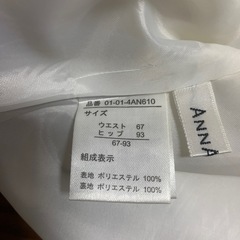 品番 01-01-4AN610
サイズ
ウエスト 67
ヒップ 93
67-93
組成表示
表地 ポリエステル 100%
裏地 ポリエステル 100%
ANNA